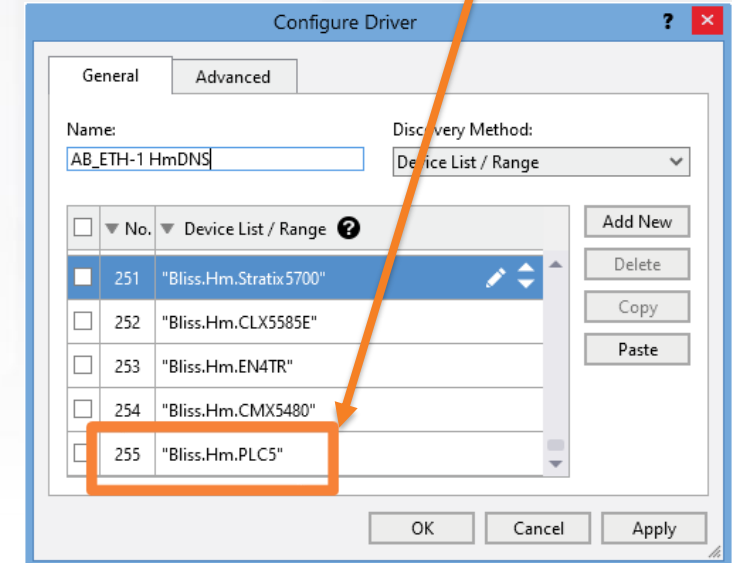 Configure Driver ?
General Advanced
Name: Discovery Method:
AB_ETH-1 HmDNS Device List / Range
No. Device List / Range ? Add New
251 "Bliss.Hm.Stratix5700" Delete
252 "Bliss.Hm.CLX5585E" Copy
253 "Bliss.Hm.EN4TR" Paste
254 "Bliss.Hm.CMX5480"
255 "Bliss.Hm.PLC5"
OK Cancel Apply